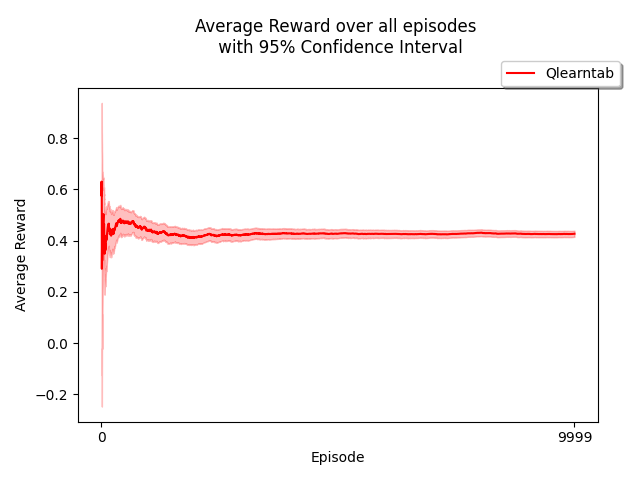 Average Reward over all episodes
with 95% Confidence Interval
Qlearntab
0.8
0.6
0.4
0.2
0.0
−0.2
Average Reward
0
9999
Episode